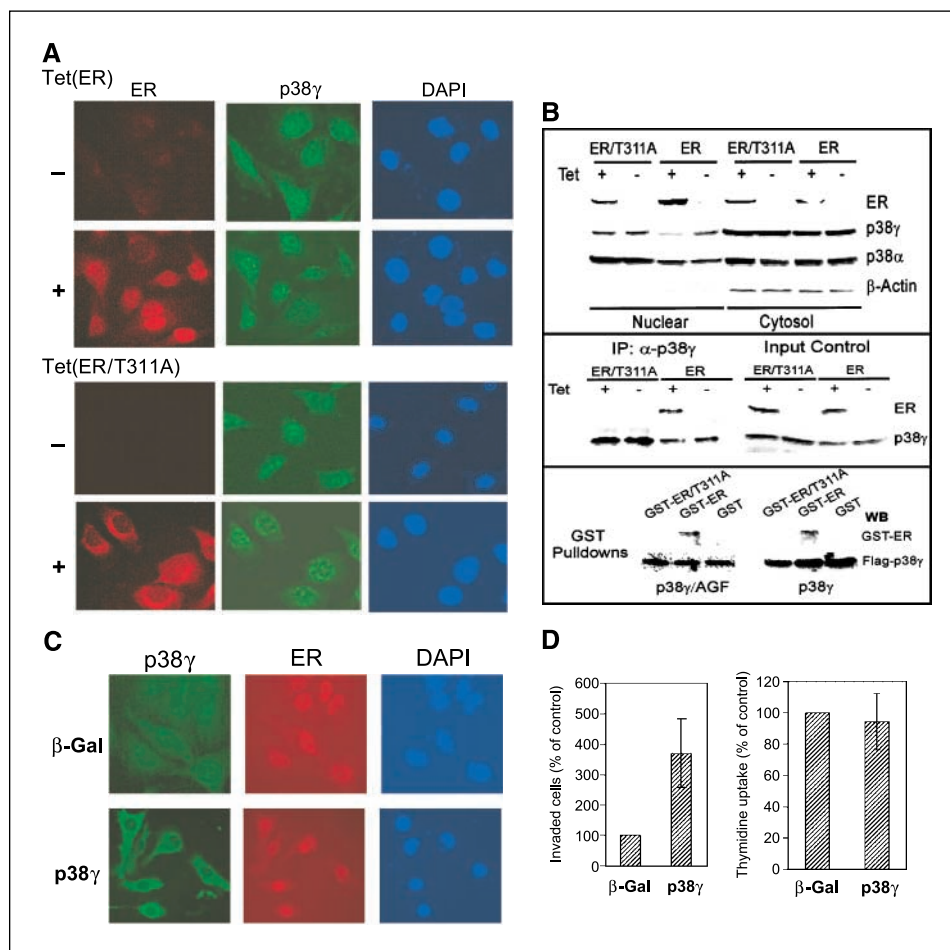 A
Tet(ER)
ER p38γ DAPI
–
+
Tet(ER/T311A)
–
+
B
ER/T311A ER ER/T311A ER
Tet + - + - + - + -
ER
p38γ
p38α
β-Actin
Nuclear Cytosol
IP: α-p38γ Input Control
ER/T311A ER ER/T311A ER
Tet + - + - + - + -
ER
p38γ
GST-ER/T311A GST-ER GST GST-ER/T311A GST-ER GST
WB
GST Pulldowns
GST-ER
Flag-p38γ
p38γ/AGF p38γ
C
p38γ ER DAPI
β-Gal
p38γ
D
Invaded cells (% of control)
600
500
400
300
200
100
0
β-Gal p38γ
Thymidine uptake (% of control)
120
100
80
60
40
20
0
β-Gal p38γ